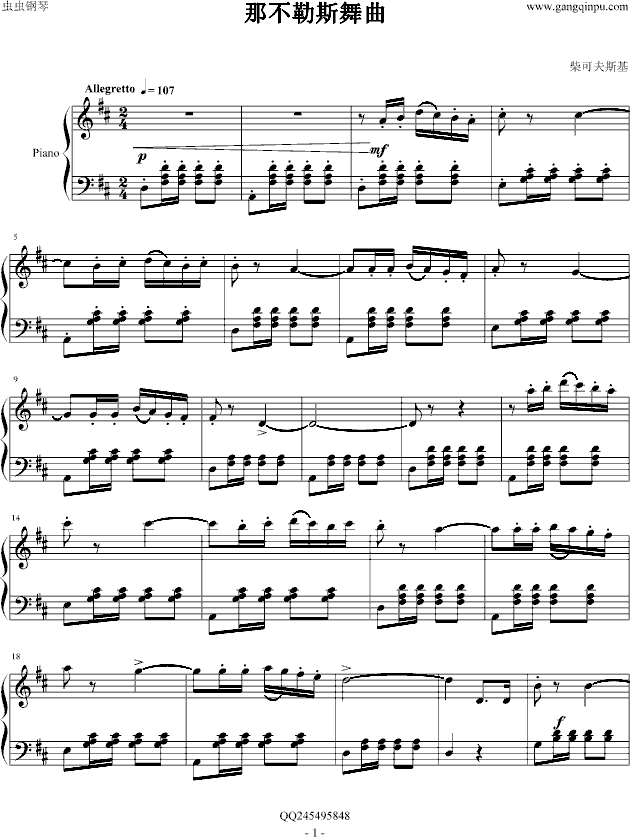 虫虫钢琴
www.gangqinpu.com
那不勒斯舞曲
柴可夫斯基
Allegretto ♩=107
Piano
p
mf
5
9
14
18
f
QQ245495848
- 1 -